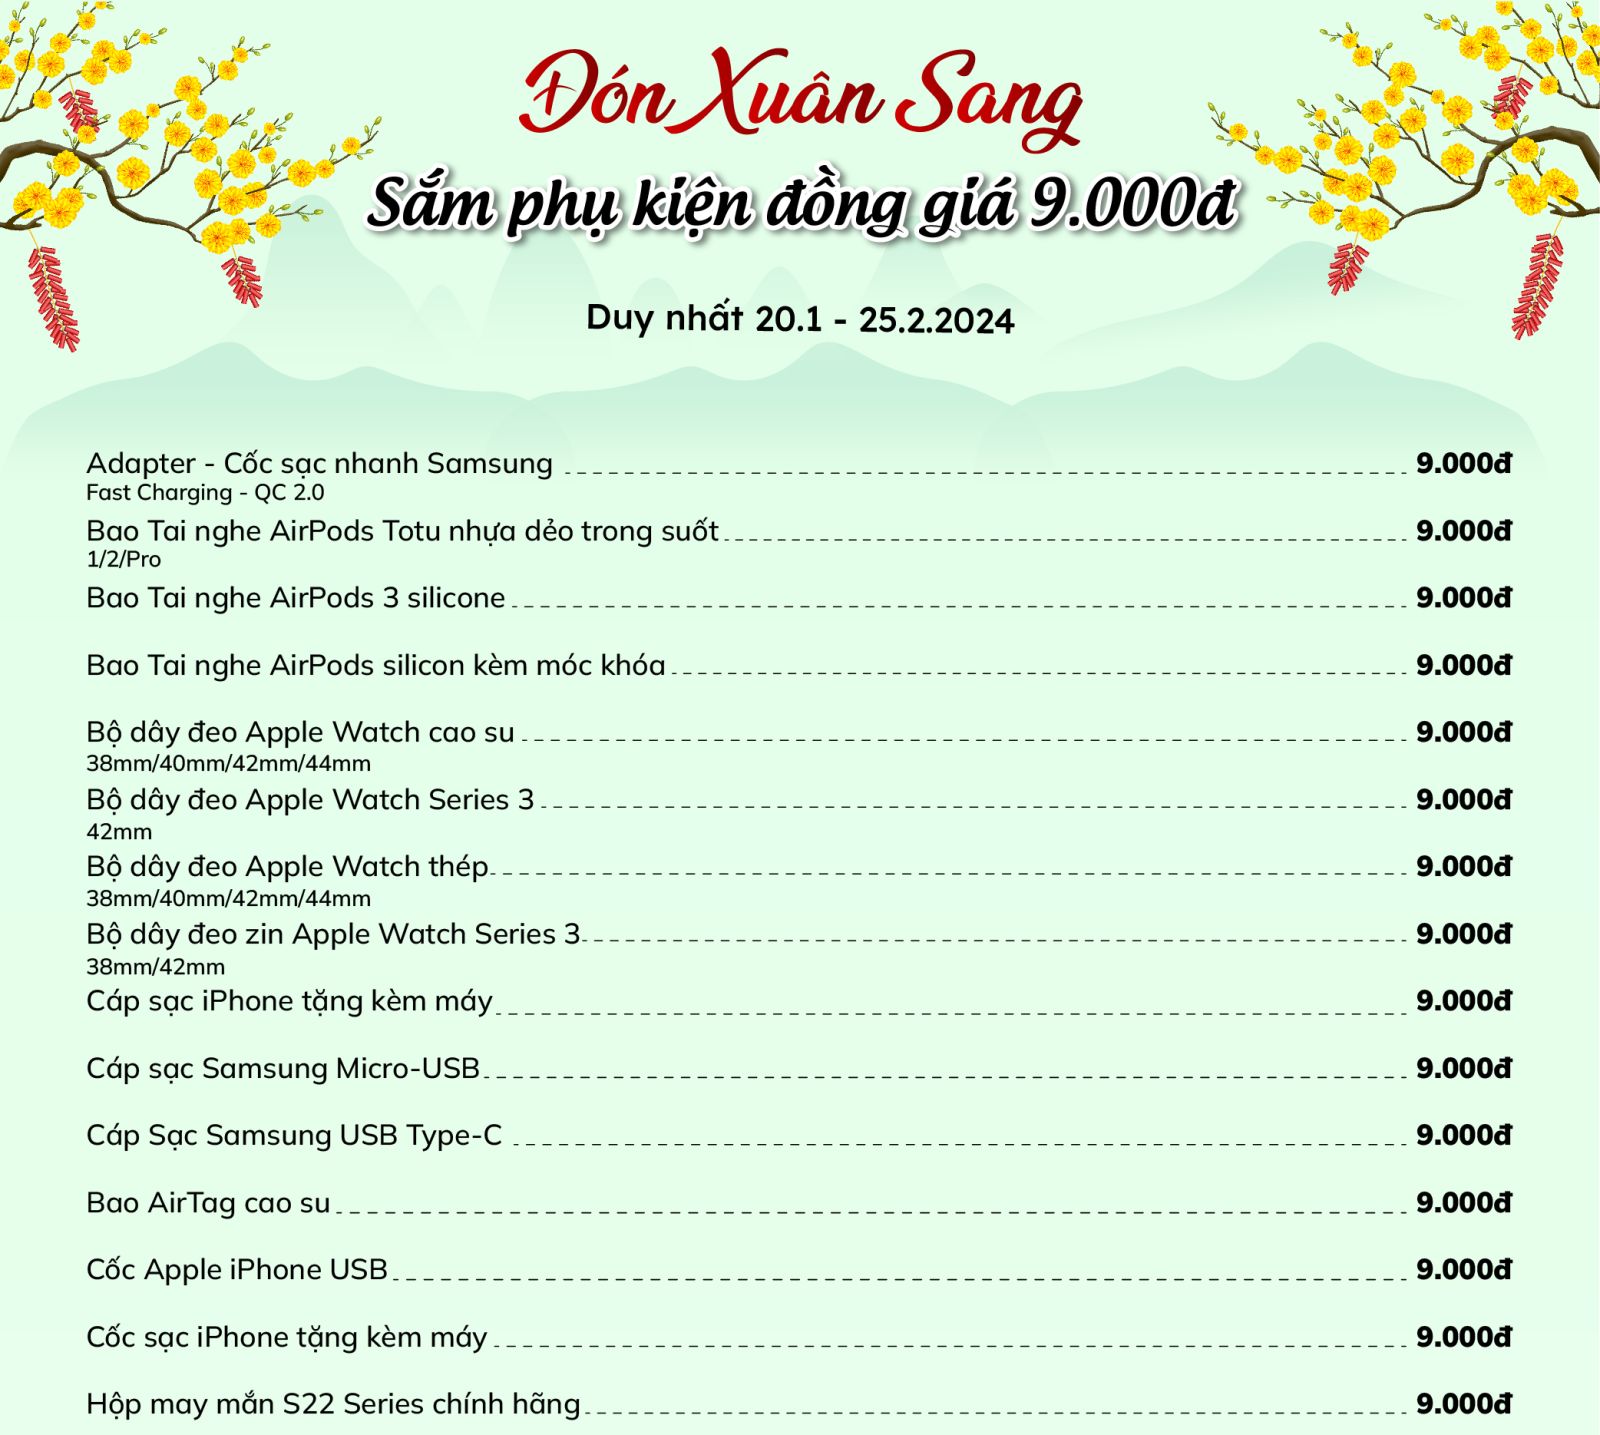 Đón Xuân Sang
Sắm phụ kiện đồng giá 9.000đ
Duy nhất 20.1 - 25.2.2024
Adapter - Cốc sạc nhanh Samsung 9.000đ
Fast Charging - QC 2.0
Bao Tai nghe AirPods Totu nhựa dẻo trong suốt 9.000đ
1/2/Pro
Bao Tai nghe AirPods 3 silicone 9.000đ
Bao Tai nghe AirPods silicon kèm móc khóa 9.000đ
Bộ dây đeo Apple Watch cao su 9.000đ
38mm/40mm/42mm/44mm
Bộ dây đeo Apple Watch Series 3 9.000đ
42mm
Bộ dây đeo Apple Watch thép 9.000đ
38mm/40mm/42mm/44mm
Bộ dây đeo zin Apple Watch Series 3 9.000đ
38mm/42mm
Cáp sạc iPhone tặng kèm máy 9.000đ
Cáp sạc Samsung Micro-USB 9.000đ
Cáp Sạc Samsung USB Type-C 9.000đ
Bao AirTag cao su 9.000đ
Cốc Apple iPhone USB 9.000đ
Cốc sạc iPhone tặng kèm máy 9.000đ
Hộp may mắn S22 Series chính hãng 9.000đ